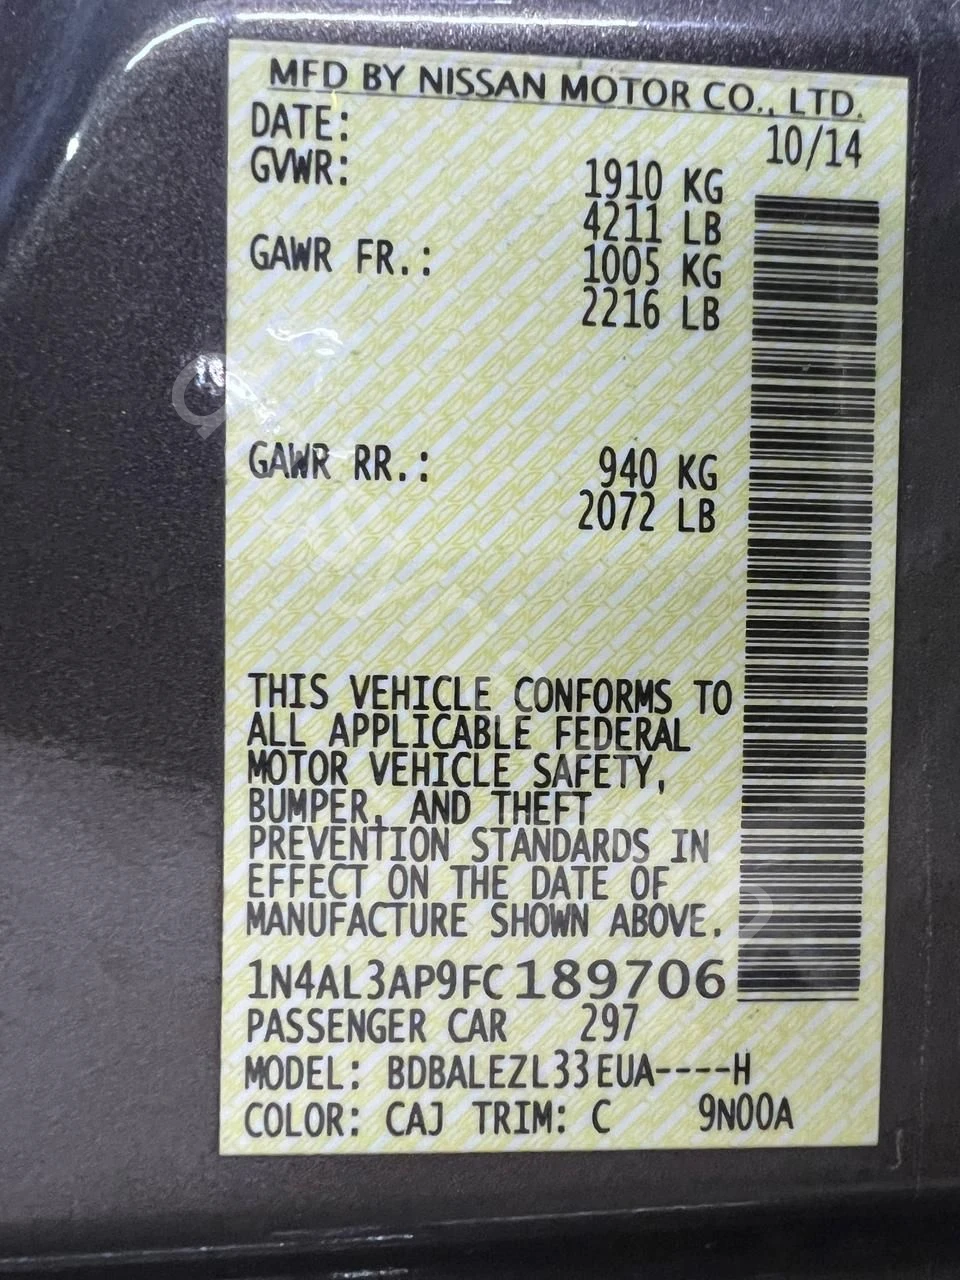 MFD BY NISSAN MOTOR CO., LTD.
DATE: 10/14
GVWR: 1910 KG
4211 LB
GAWR FR.: 1005 KG
2216 LB
GAWR RR.: 940 KG
2072 LB
THIS VEHICLE CONFORMS TO
ALL APPLICABLE FEDERAL
MOTOR VEHICLE SAFETY,
BUMPER, AND THEFT
PREVENTION STANDARDS IN
EFFECT ON THE DATE OF
MANUFACTURE SHOWN ABOVE.
1N4AL3AP9FC189706
PASSENGER CAR 297
MODEL: BDBALEZL33EUA----H
COLOR: CAJ TRIM: C 9N00A